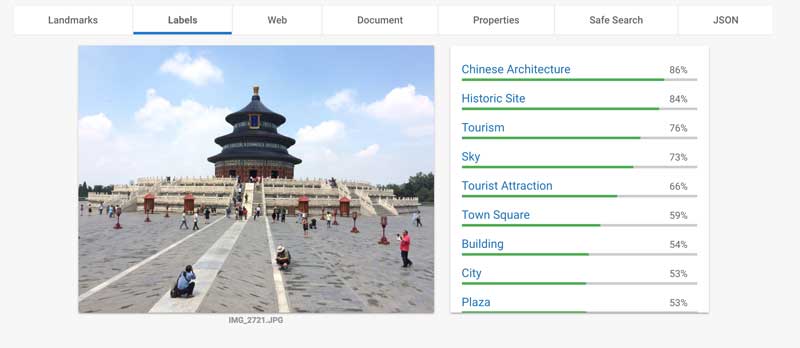 Landmarks Labels Web Document Properties Safe Search JSON
Chinese Architecture 86%
Historic Site 84%
Tourism 76%
Sky 73%
Tourist Attraction 66%
Town Square 59%
Building 54%
City 53%
Plaza 53%
IMG_2721.JPG